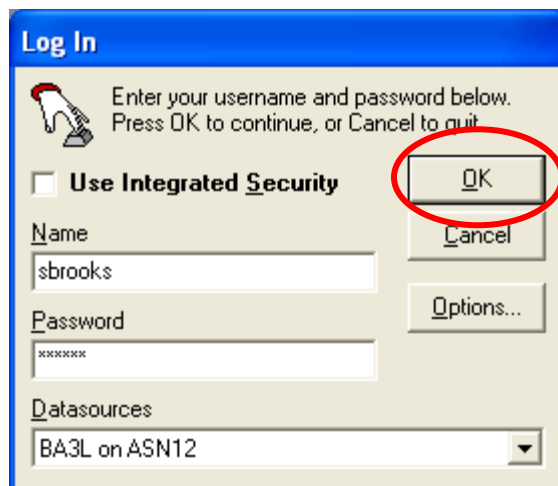 Log In
Enter your username and password below.
Press OK to continue, or Cancel to quit
Use Integrated Security
OK
Name
Cancel
sbrooks
Options...
Password
xxxxxx
Datasources
BA3L on ASN12